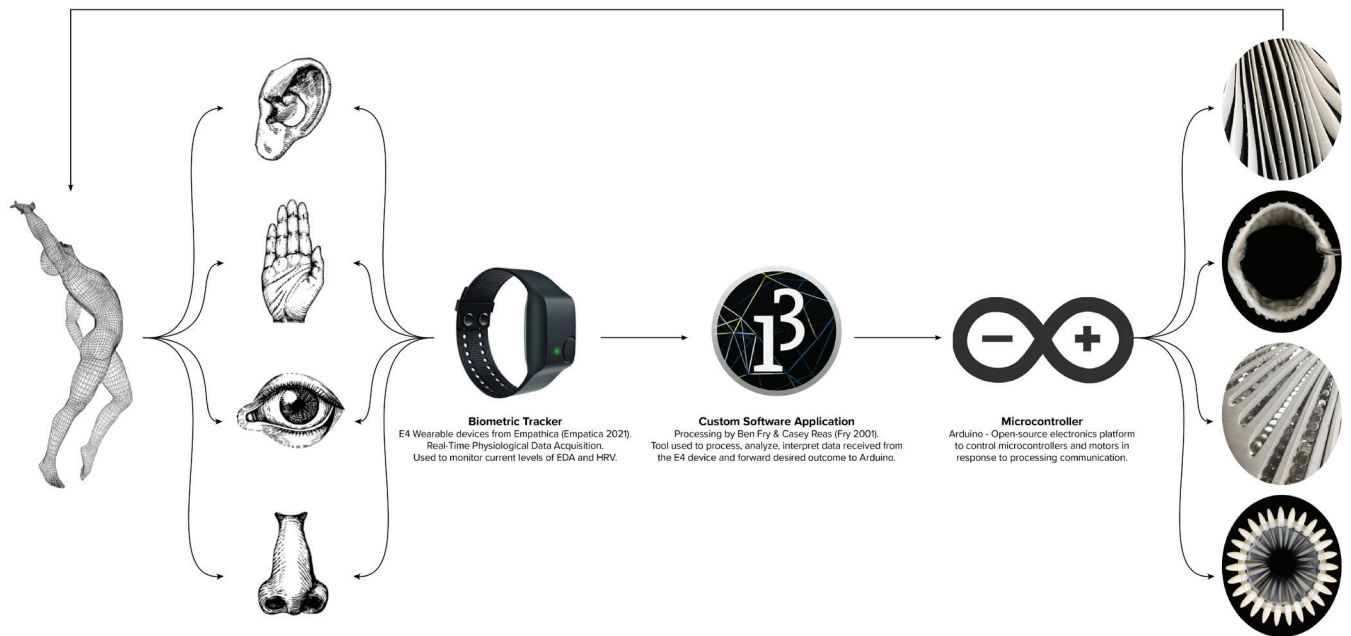 Biometric Tracker
E4 Wearable devices from Empathica (Empatica 2021).
Real-Time Physiological Data Acquisition.
Used to monitor current levels of EDA and HRV.
13
Custom Software Application
Processing by Ben Fry & Casey Reas (Fry 2001).
Tool used to process, analyze, interpret data received from
the E4 device and forward desired outcome to Arduino.
− +
Microcontroller
Arduino - Open-source electronics platform
to control microcontrollers and motors in
response to processing communication.